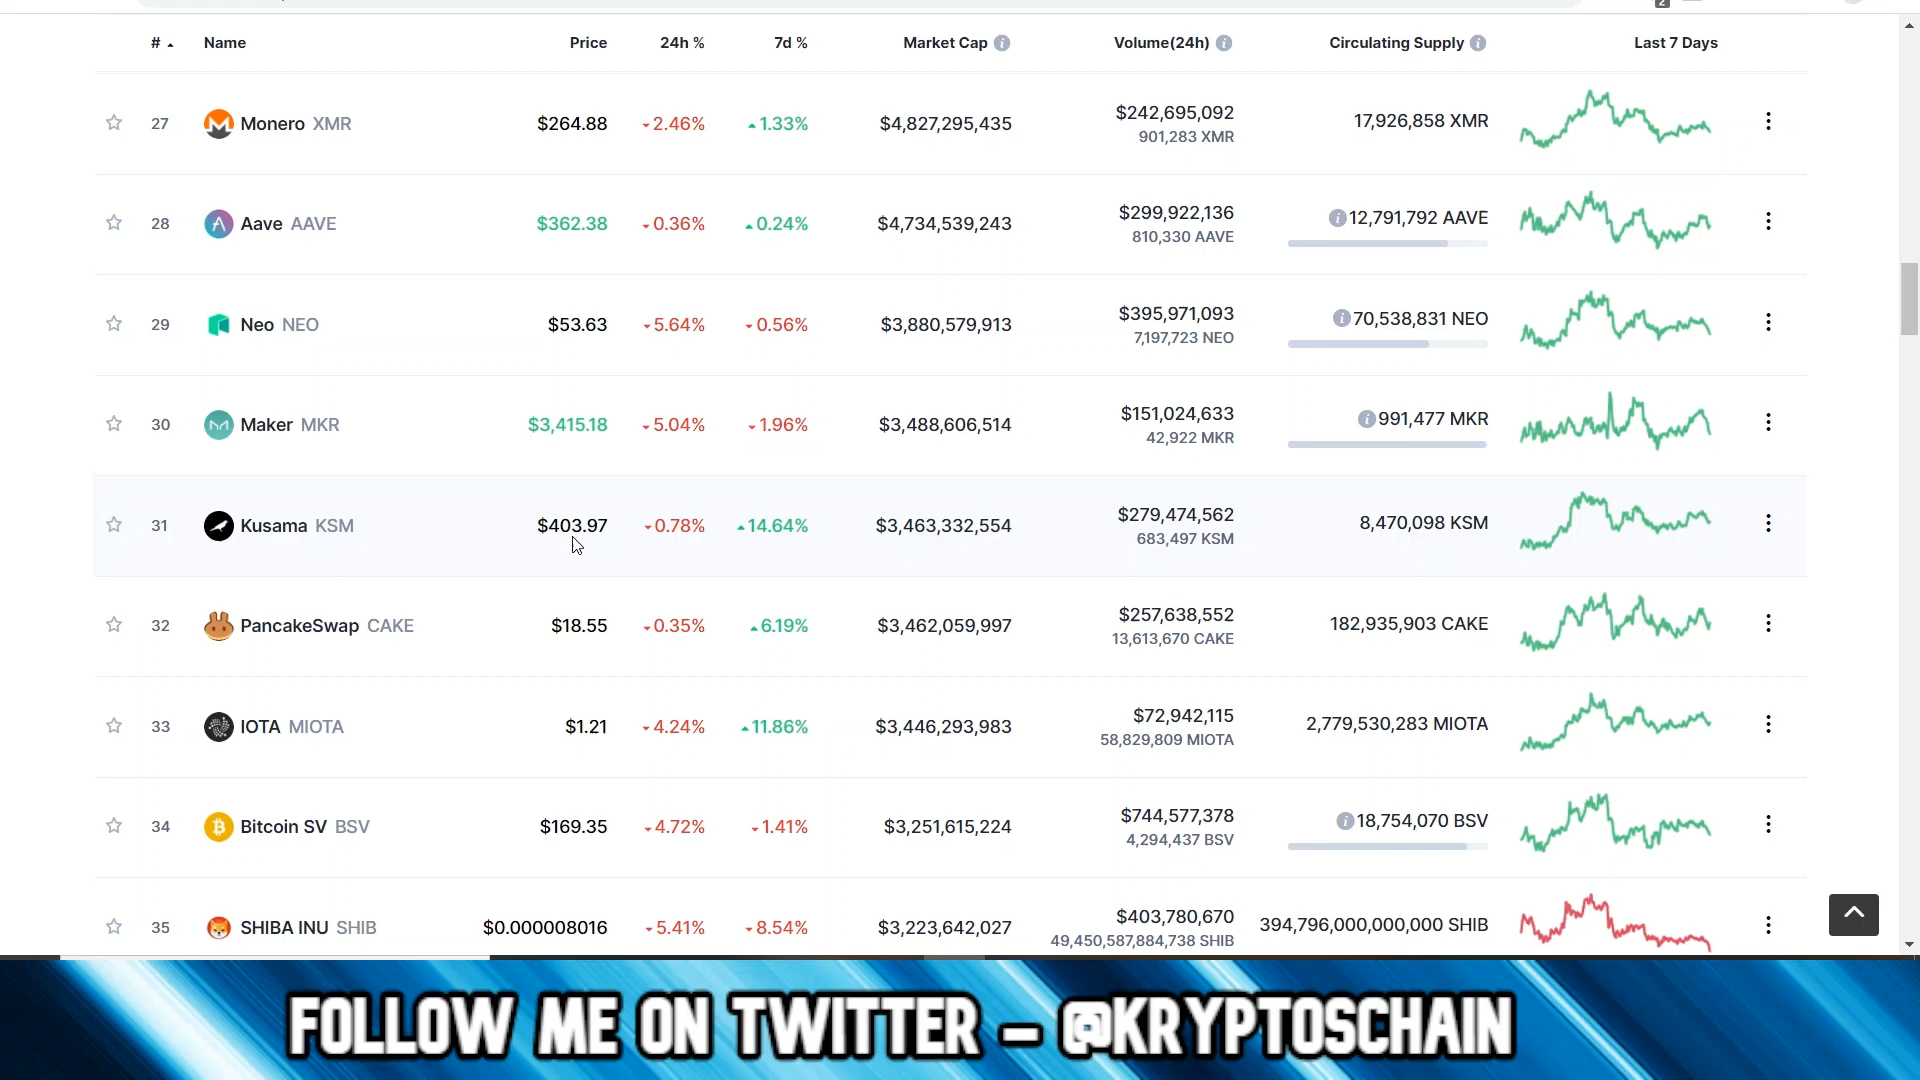 2
# Name Price 24h % 7d % Market Cap Volume(24h) Circulating Supply Last 7 Days
27 Monero XMR $264.88 2.46% 1.33% $4,827,295,435 $242,695,092 17,926,858 XMR
901,283 XMR
28 Aave AAVE $362.38 0.36% 0.24% $4,734,539,243 $299,922,136 12,791,792 AAVE
810,330 AAVE
29 Neo NEO $53.63 5.64% 0.56% $3,880,579,913 $395,971,093 70,538,831 NEO
7,197,723 NEO
30 Maker MKR $3,415.18 5.04% 1.96% $3,488,606,514 $151,024,633 991,477 MKR
42,922 MKR
31 Kusama KSM $403.97 0.78% 14.64% $3,463,332,554 $279,474,562 8,470,098 KSM
683,497 KSM
32 PancakeSwap CAKE $18.55 0.35% 6.19% $3,462,059,997 $257,638,552 182,935,903 CAKE
13,613,670 CAKE
33 IOTA MIOTA $1.21 4.24% 11.86% $3,446,293,983 $72,942,115 2,779,530,283 MIOTA
58,829,809 MIOTA
34 Bitcoin SV BSV $169.35 4.72% 1.41% $3,251,615,224 $744,577,378 18,754,070 BSV
4,294,437 BSV
35 SHIBA INU SHIB $0.000008016 5.41% 8.54% $3,223,642,027 $403,780,670 394,796,000,000,000 SHIB
49,450,587,884,738 SHIB
FOLLOW ME ON TWITTER – @KRYPTOSCHAIN